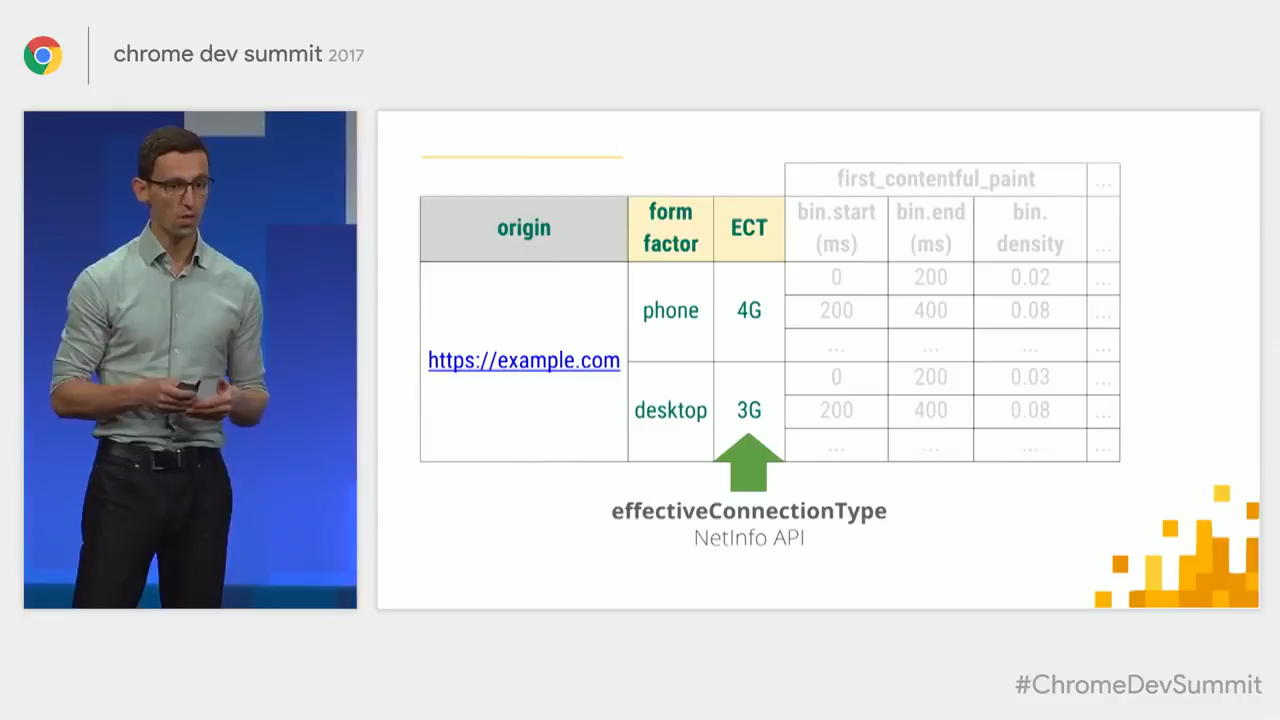 chrome dev summit 2017
first_contentful_paint ...
origin form factor ECT bin.start (ms) bin.end (ms) bin. density ...
https://example.com
phone 4G
0 200 0.02 ...
200 400 0.08 ...
... ... ... ...
desktop 3G
0 200 0.03 ...
200 400 0.08 ...
... ... ... ...
effectiveConnectionType
NetInfo API
#ChromeDevSummit